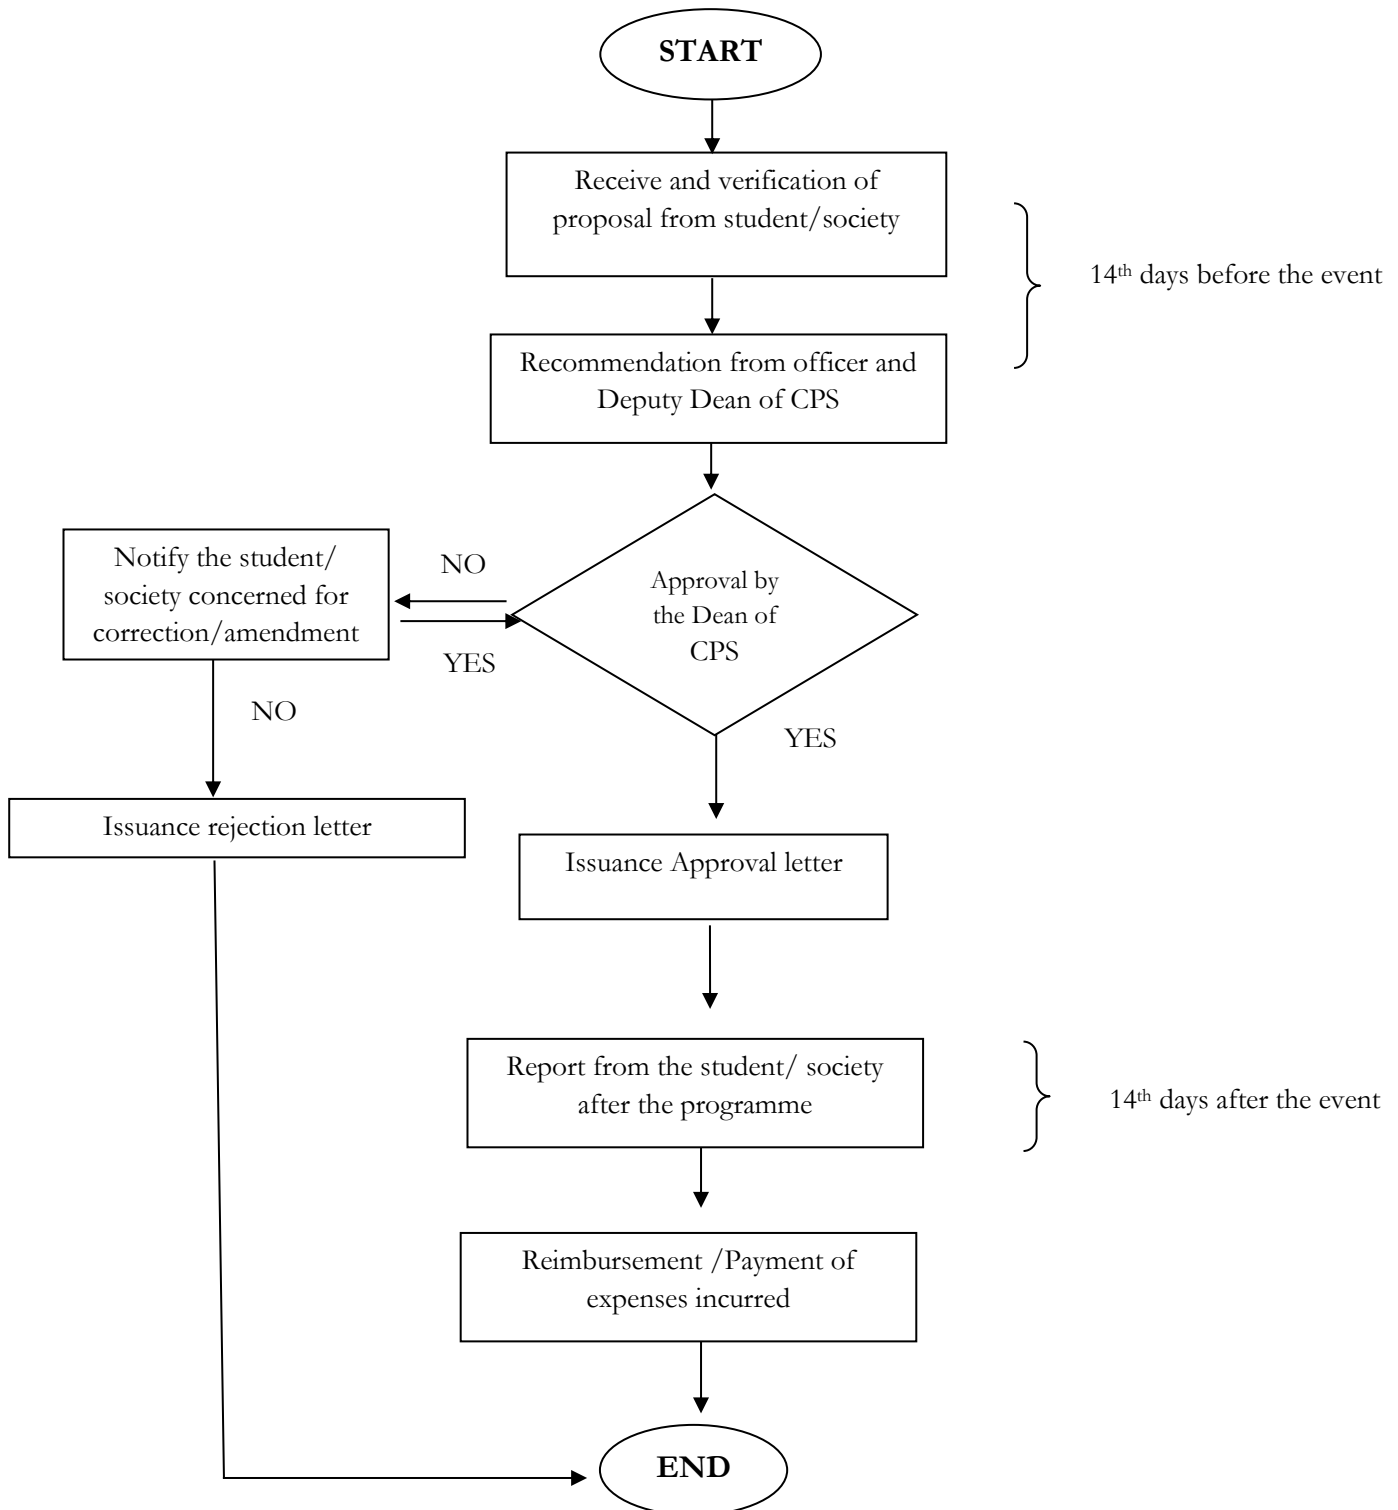 START
Receive and verification of
proposal from student/society
14th days before the event
Recommendation from officer and
Deputy Dean of CPS
Notify the student/
society concerned for
correction/amendment
NO
YES
Approval by
the Dean of
CPS
NO
YES
Issuance rejection letter
Issuance Approval letter
Report from the student/ society
after the programme
14th days after the event
Reimbursement /Payment of
expenses incurred
END